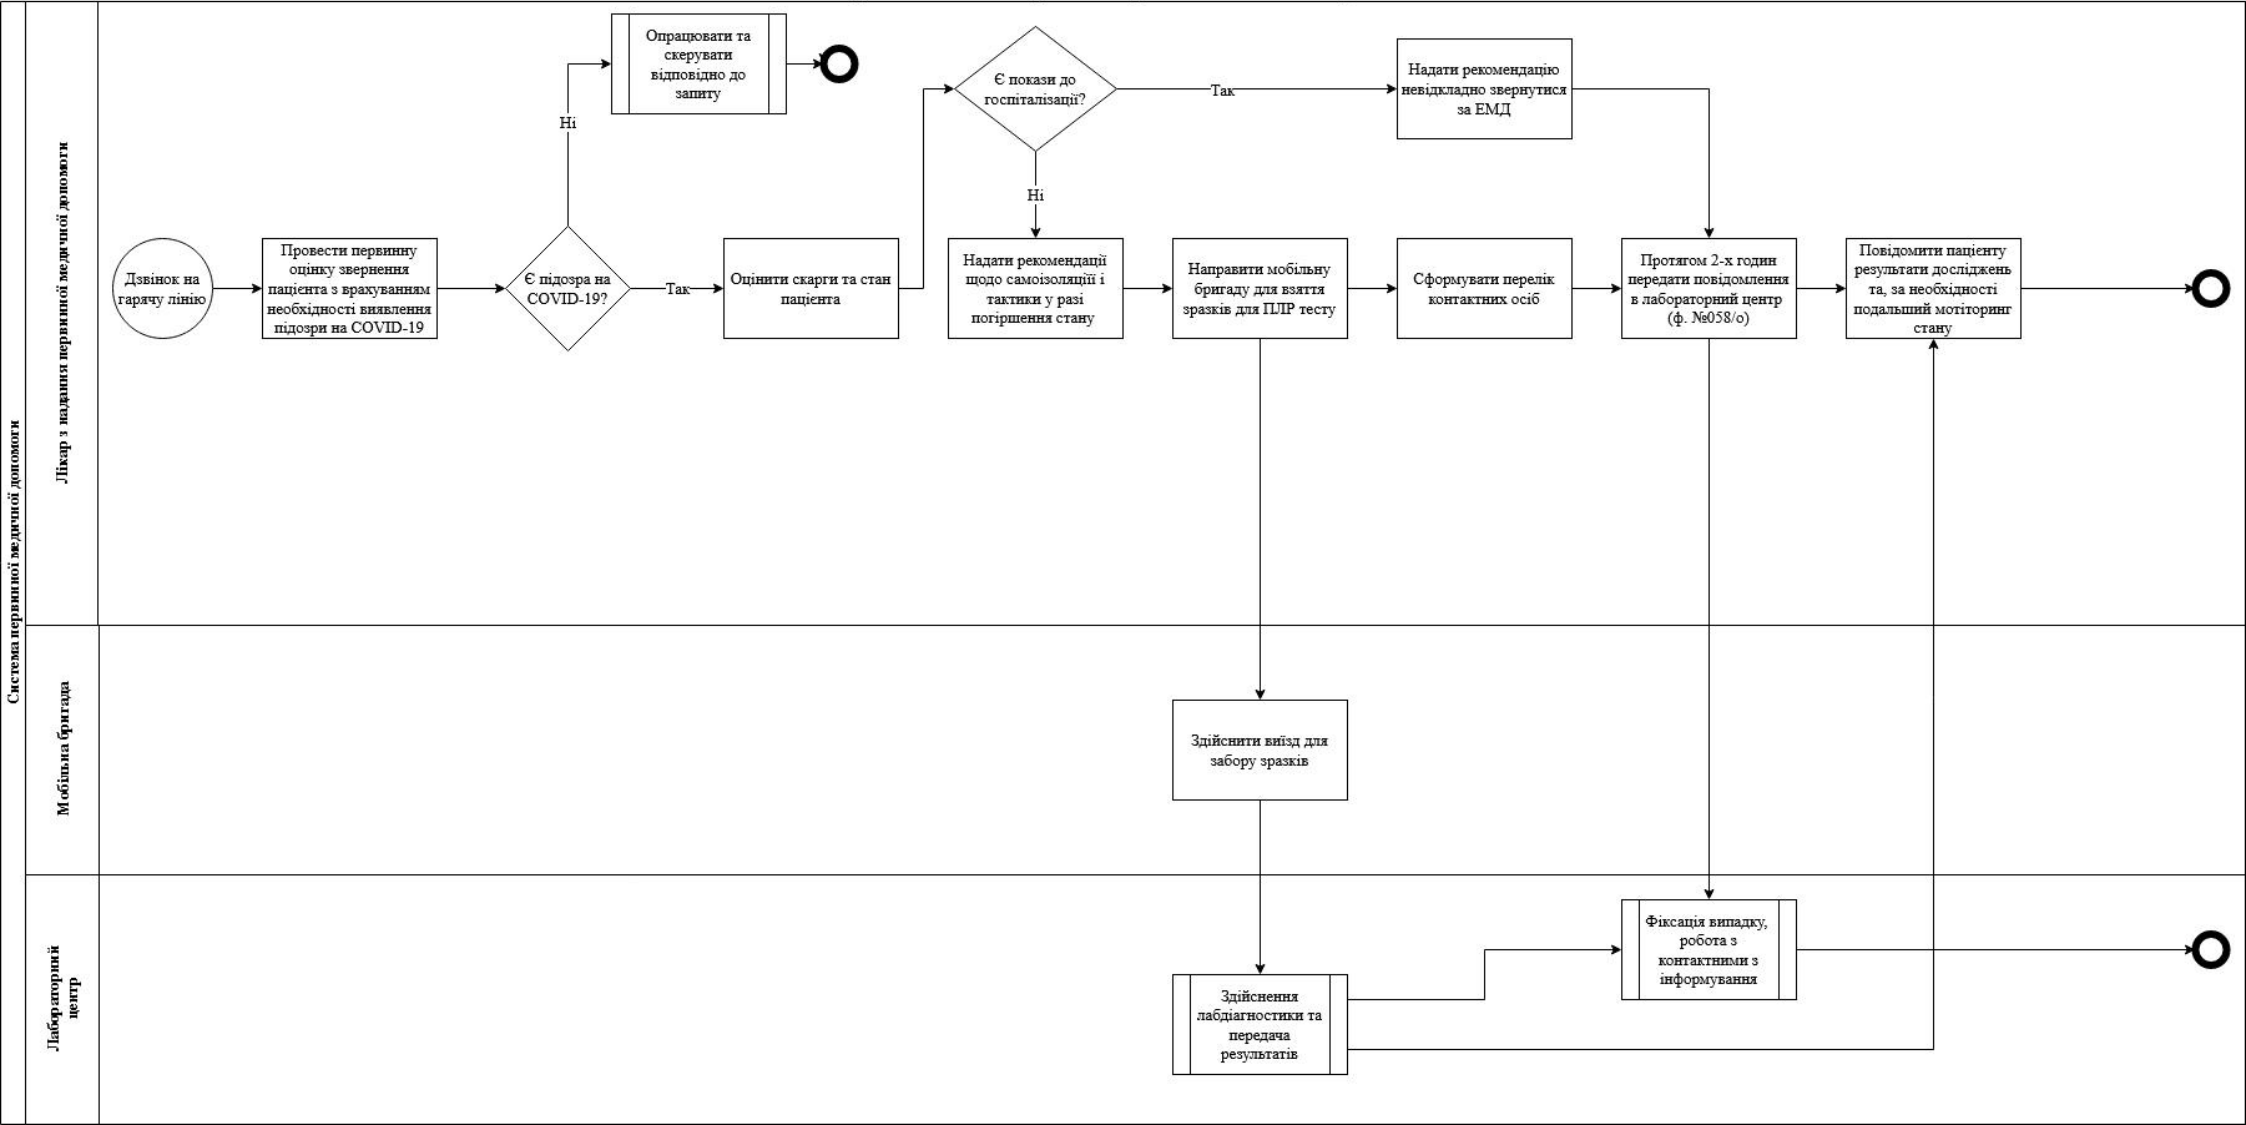 Система первинної медичної допомоги
Лікар з надання первинної медичної допомоги
Дзвінок на
гарячу лінію
Провести первинну
оцінку звернення
пацієнта з врахуванням
необхідності виявлення
підозри на COVID-19
Є підозра на
COVID-19?
Ні
Опрацювати та
скерувати
відповідно до
запиту
Так
Оцінити скарги та стан
пацієнта
Є покази до
госпіталізації?
Так
Надати рекомендацію
невідкладно звернутися
за ЕМД
Ні
Надати рекомендації
щодо самоізоляціїі і
тактики у разі
погіршення стану
Направити мобільну
бригаду для взяття
зразків для ПЛР тесту
Сформувати перелік
контактних осіб
Протягом 2-х годин
передати повідомлення
в лабораторний центр
(ф. №058/о)
Повідомити пацієнту
результати досліджень
та, за необхідності
подальший мотіторинг
стану
Мобільна бригада
Здійснити виїзд для
забору зразків
Лабораторний
центр
Здійснення
лабдіагностики та
передача
результатів
Фіксація випадку,
робота з
контактними з
інформування